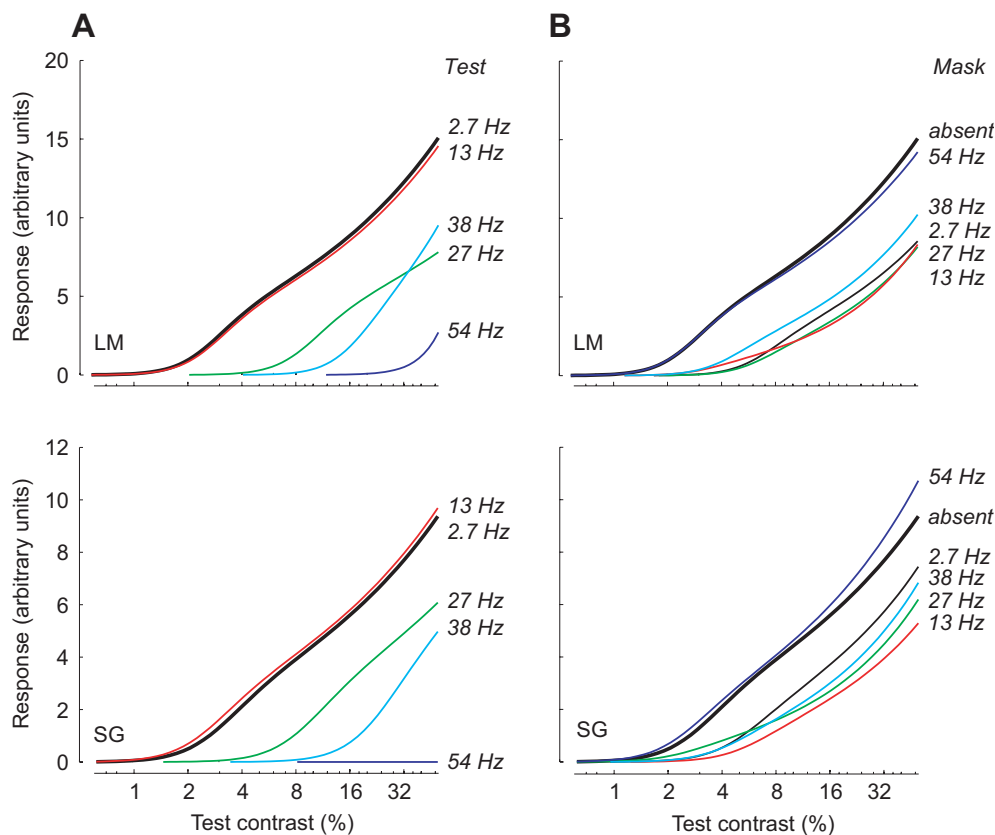 A
B
20
15
10
5
0
Response (arbitrary units)
LM
Test
2.7 Hz
13 Hz
38 Hz
27 Hz
54 Hz
LM
Mask
absent
54 Hz
38 Hz
2.7 Hz
27 Hz
13 Hz
12
10
8
6
4
2
0
Response (arbitrary units)
SG
13 Hz
2.7 Hz
27 Hz
38 Hz
54 Hz
1 2 4 8 16 32
Test contrast (%)
SG
54 Hz
absent
2.7 Hz
38 Hz
27 Hz
13 Hz
1 2 4 8 16 32
Test contrast (%)